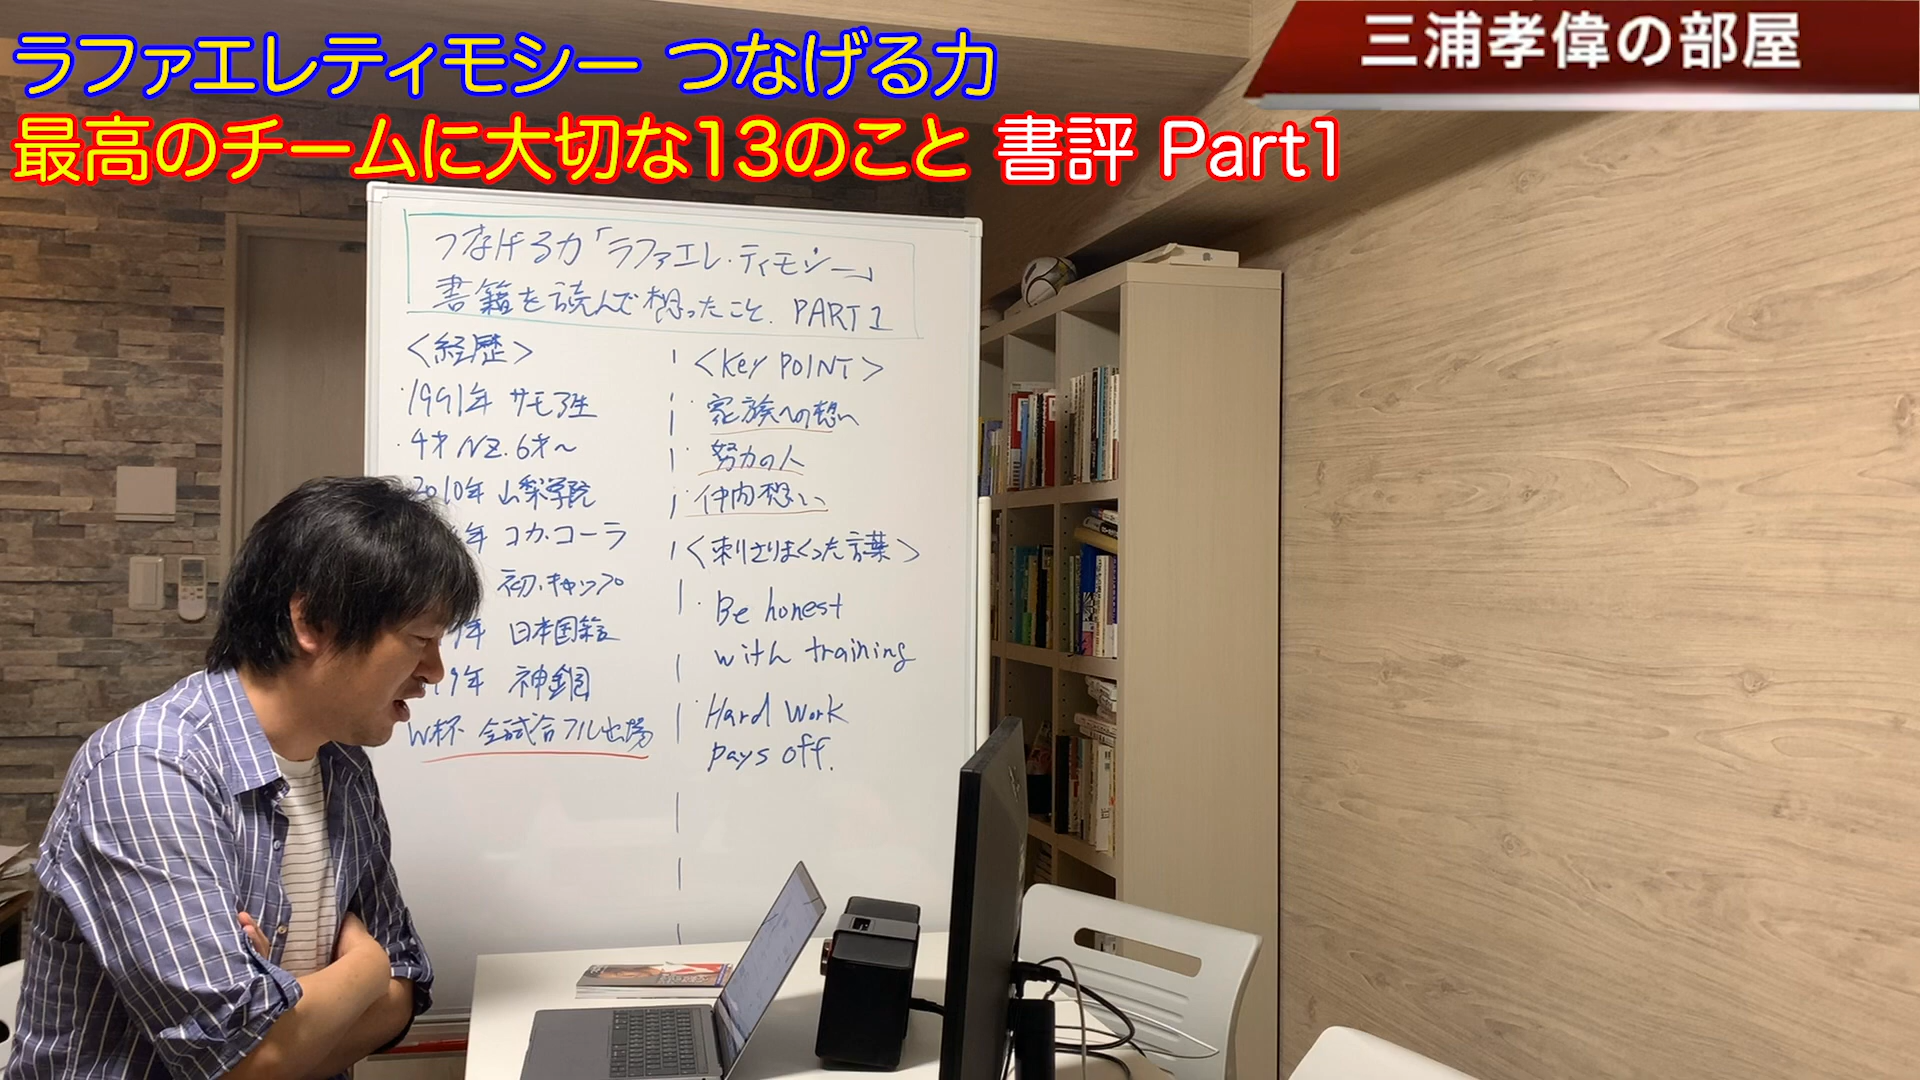 ラファエレティモシー つなげる力
最高のチームに大切な13のこと 書評 Part1
三浦孝偉の部屋
つなげる力「ラファエレ・ティモシー」
書籍を読んで想ったこと. PART1
<経歴>
・1991年 サモア生
・4才 NZ. 6才～
2010年 山梨学院
年 コカ・コーラ
初・キャップ
9年 日本国籍
19年 神鋼
W杯 全試合フル出場
<Key POINT>
・家族への想い
・努力の人
・仲内想い
<刺さりまくった言葉>
・Be honest
with training
・Hard Work
pays off.